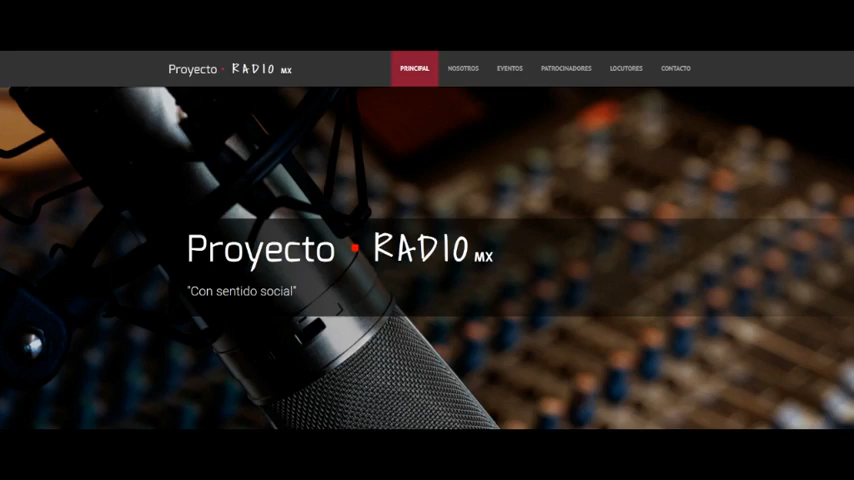 Proyecto · RADIO MX
PRINCIPAL NOSOTROS EVENTOS PATROCINADORES LOCUTORES CONTACTO
Proyecto · RADIO MX
"Con sentido social"